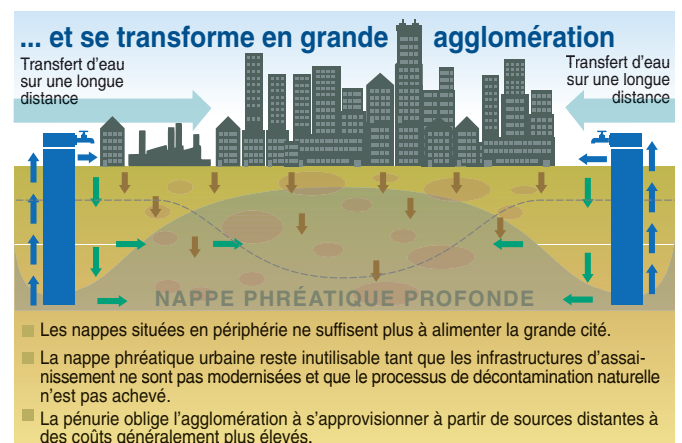 ... et se transforme en grande agglomération
Transfert d'eau
sur une longue
distance
Transfert d'eau
sur une longue
distance
NAPPE PHRÉATIQUE PROFONDE
Les nappes situées en périphérie ne suffisent plus à alimenter la grande cité.
La nappe phréatique urbaine reste inutilisable tant que les infrastructures d'assai-
nissement ne sont pas modernisées et que le processus de décontamination naturelle
n'est pas achevé.
La pénurie oblige l'agglomération à s'approvisionner à partir de sources distantes à
des coûts généralement plus élevés.